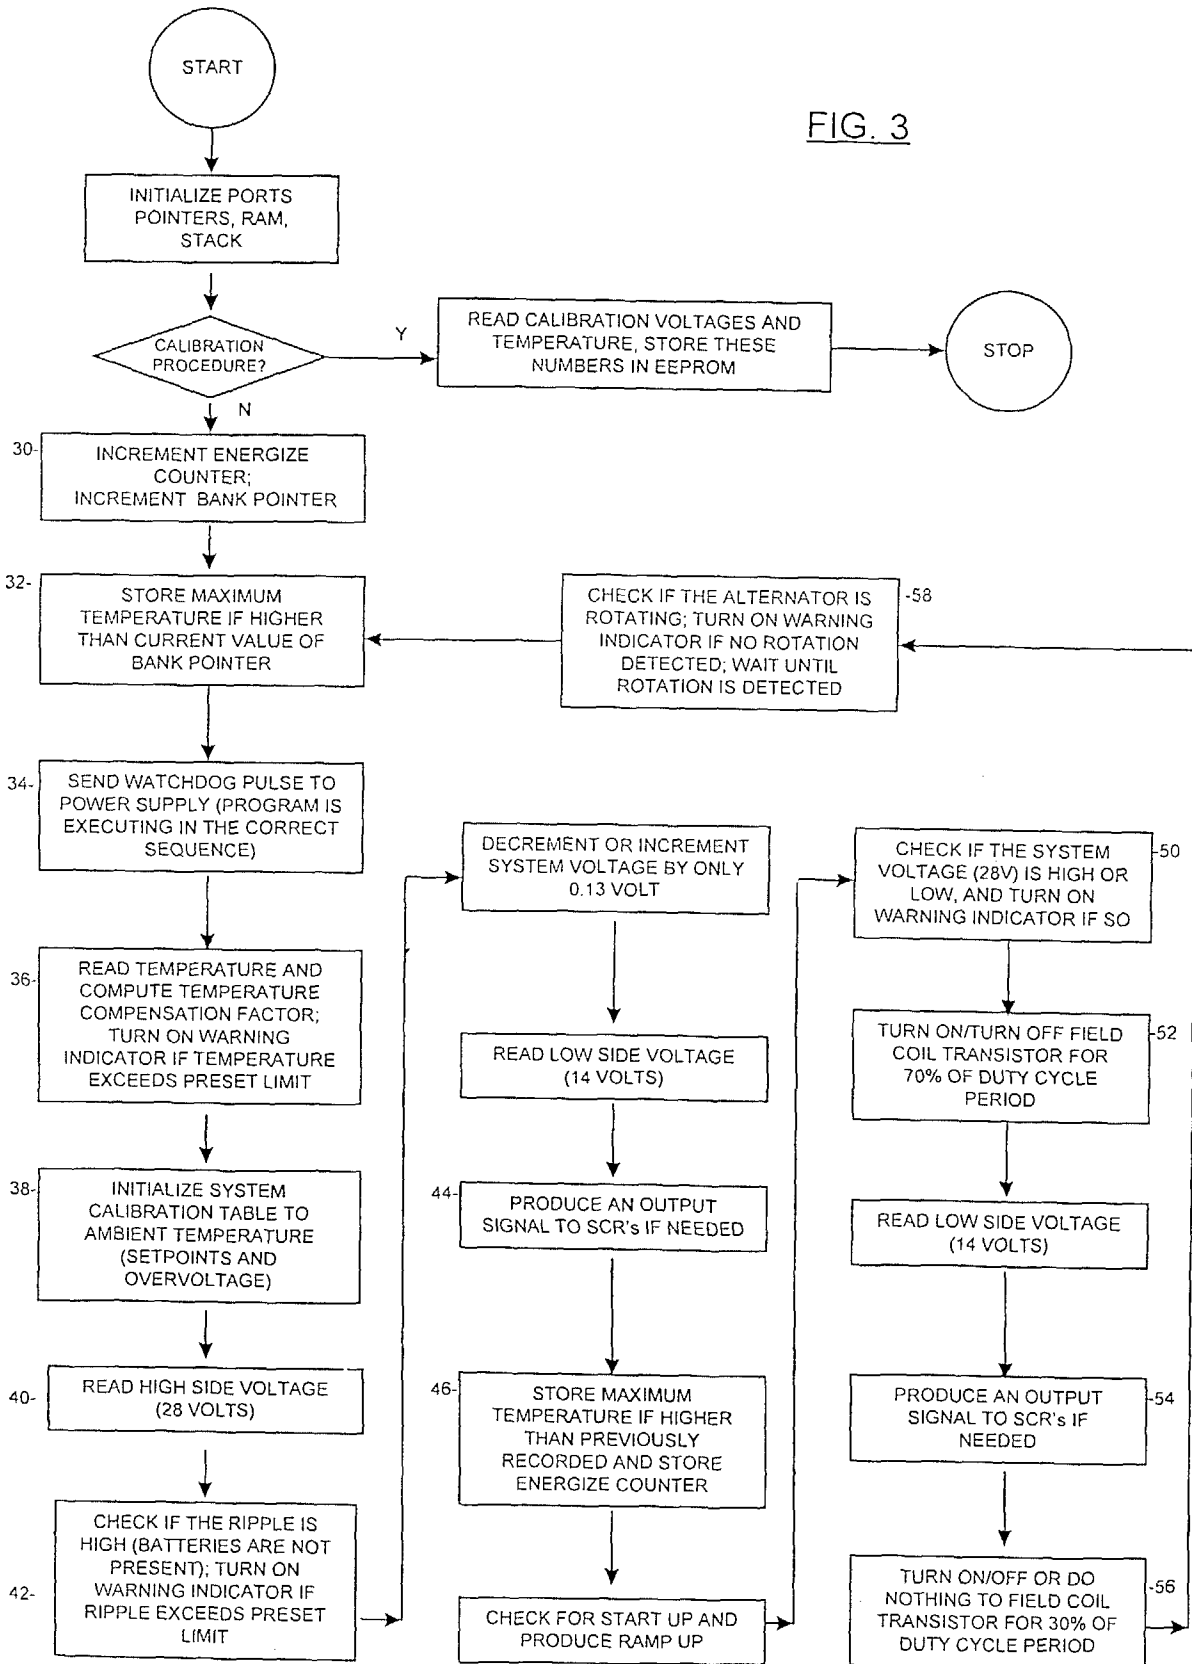 START
FIG. 3
INITIALIZE PORTS
POINTERS, RAM,
STACK
CALIBRATION
PROCEDURE?
Y
READ CALIBRATION VOLTAGES AND
TEMPERATURE, STORE THESE
NUMBERS IN EEPROM
STOP
N
30-
INCREMENT ENERGIZE
COUNTER;
INCREMENT BANK POINTER
32-
STORE MAXIMUM
TEMPERATURE IF HIGHER
THAN CURRENT VALUE OF
BANK POINTER
CHECK IF THE ALTERNATOR IS
ROTATING; TURN ON WARNING
INDICATOR IF NO ROTATION
DETECTED; WAIT UNTIL
ROTATION IS DETECTED
-58
34-
SEND WATCHDOG PULSE TO
POWER SUPPLY (PROGRAM IS
EXECUTING IN THE CORRECT
SEQUENCE)
36-
READ TEMPERATURE AND
COMPUTE TEMPERATURE
COMPENSATION FACTOR;
TURN ON WARNING
INDICATOR IF TEMPERATURE
EXCEEDS PRESET LIMIT
38-
INITIALIZE SYSTEM
CALIBRATION TABLE TO
AMBIENT TEMPERATURE
(SETPOINTS AND
OVERVOLTAGE)
40-
READ HIGH SIDE VOLTAGE
(28 VOLTS)
42-
CHECK IF THE RIPPLE IS
HIGH (BATTERIES ARE NOT
PRESENT); TURN ON
WARNING INDICATOR IF
RIPPLE EXCEEDS PRESET
LIMIT
DECREMENT OR INCREMENT
SYSTEM VOLTAGE BY ONLY
0.13 VOLT
READ LOW SIDE VOLTAGE
(14 VOLTS)
44-
PRODUCE AN OUTPUT
SIGNAL TO SCR's IF NEEDED
46-
STORE MAXIMUM
TEMPERATURE IF HIGHER
THAN PREVIOUSLY
RECORDED AND STORE
ENERGIZE COUNTER
CHECK FOR START UP AND
PRODUCE RAMP UP
CHECK IF THE SYSTEM
VOLTAGE (28V) IS HIGH OR
LOW, AND TURN ON
WARNING INDICATOR IF SO
-50
TURN ON/TURN OFF FIELD
COIL TRANSISTOR FOR
70% OF DUTY CYCLE
PERIOD
-52
READ LOW SIDE VOLTAGE
(14 VOLTS)
PRODUCE AN OUTPUT
SIGNAL TO SCR's IF
NEEDED
-54
TURN ON/OFF OR DO
NOTHING TO FIELD COIL
TRANSISTOR FOR 30% OF
DUTY CYCLE PERIOD
-56